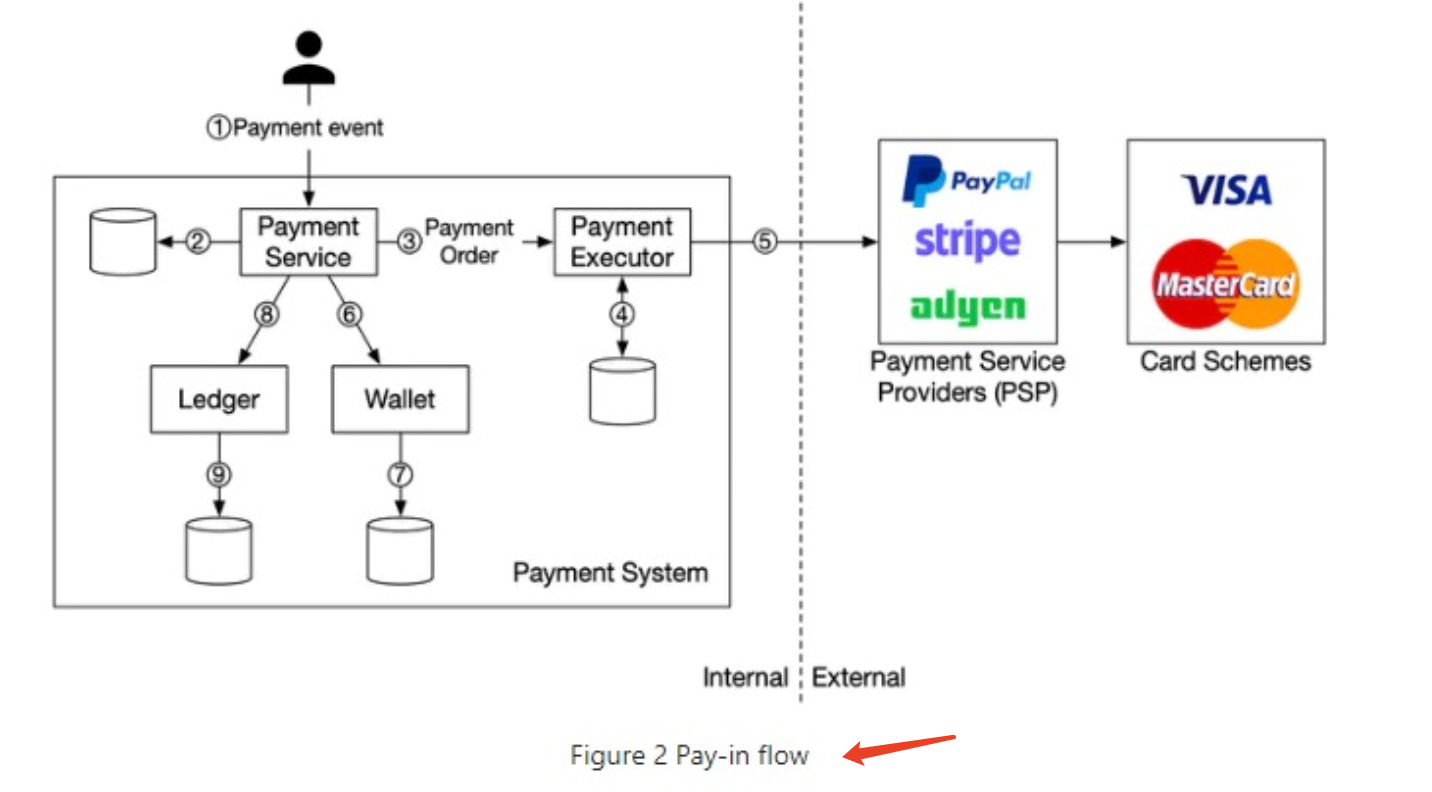 ①Payment event
Payment
Service
②
③
Payment
Order
Payment
Executor
⑤
⑧
⑥
④
Ledger
Wallet
⑨
⑦
Payment System
PayPal
stripe
adyen
Payment Service
Providers (PSP)
VISA
MasterCard
Card Schemes
Internal
External
Figure 2 Pay-in flow